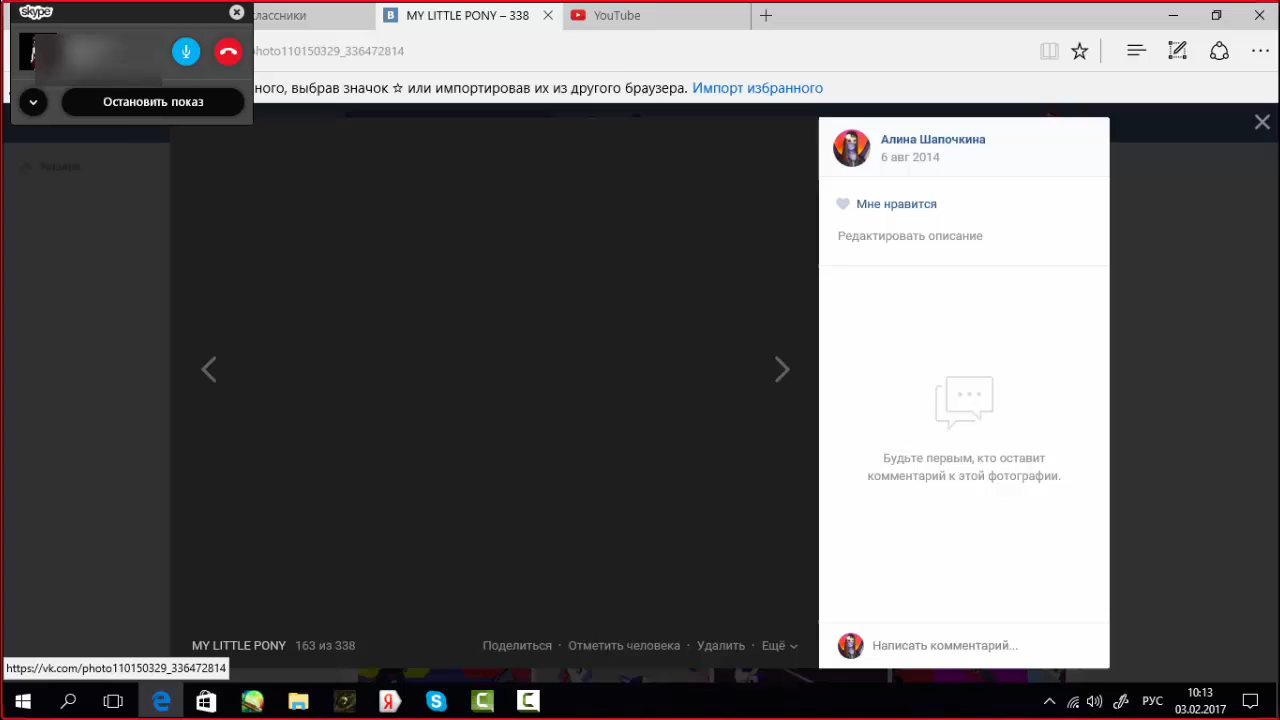 skype
классники
MY LITTLE PONY – 338
YouTube
hoto110150329_336472814
Остановить показ
ного, выбрав значок ☆ или импортировав их из другого браузера. Импорт избранного
Алина Шапочкина
6 авг 2014
Мне нравится
Редактировать описание
Будьте первым, кто оставит
комментарий к этой фотографии.
MY LITTLE PONY 163 из 338
Поделиться · Отметить человека · Удалить · Ещё
Написать комментарий...
https://vk.com/photo110150329_336472814
РУС
10:13
03.02.2017